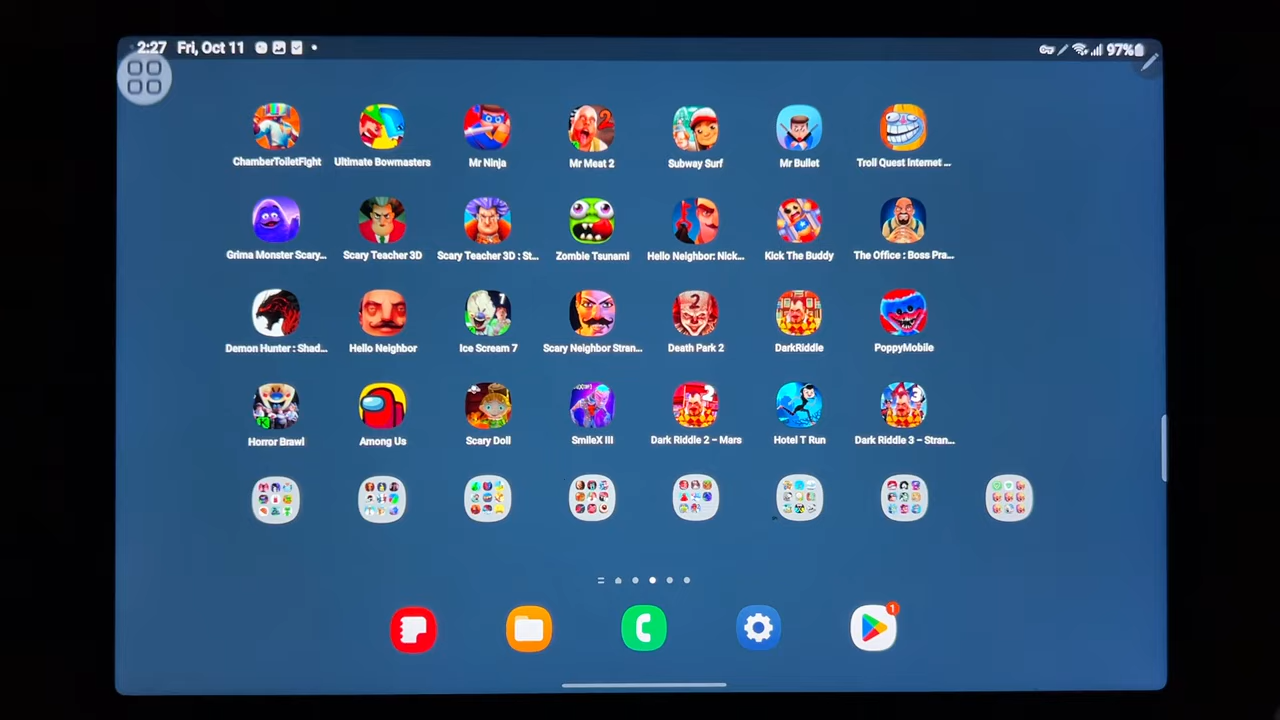 2:27 Fri, Oct 11 97%
ChamberToiletFight Ultimate Bowmasters Mr Ninja Mr Meat 2 Subway Surf Mr Bullet Troll Quest Internet ...
Grima Monster Scary... Scary Teacher 3D Scary Teacher 3D : St... Zombie Tsunami Hello Neighbor: Nick... Kick The Buddy The Office : Boss Pra...
Demon Hunter : Shad... Hello Neighbor Ice Scream 7 Scary Neighbor Stran... Death Park 2 DarkRiddle PoppyMobile
Horror Brawl Among Us Scary Doll SmileX III Dark Riddle 2 – Mars Hotel T Run Dark Riddle 3 – Stran...
1